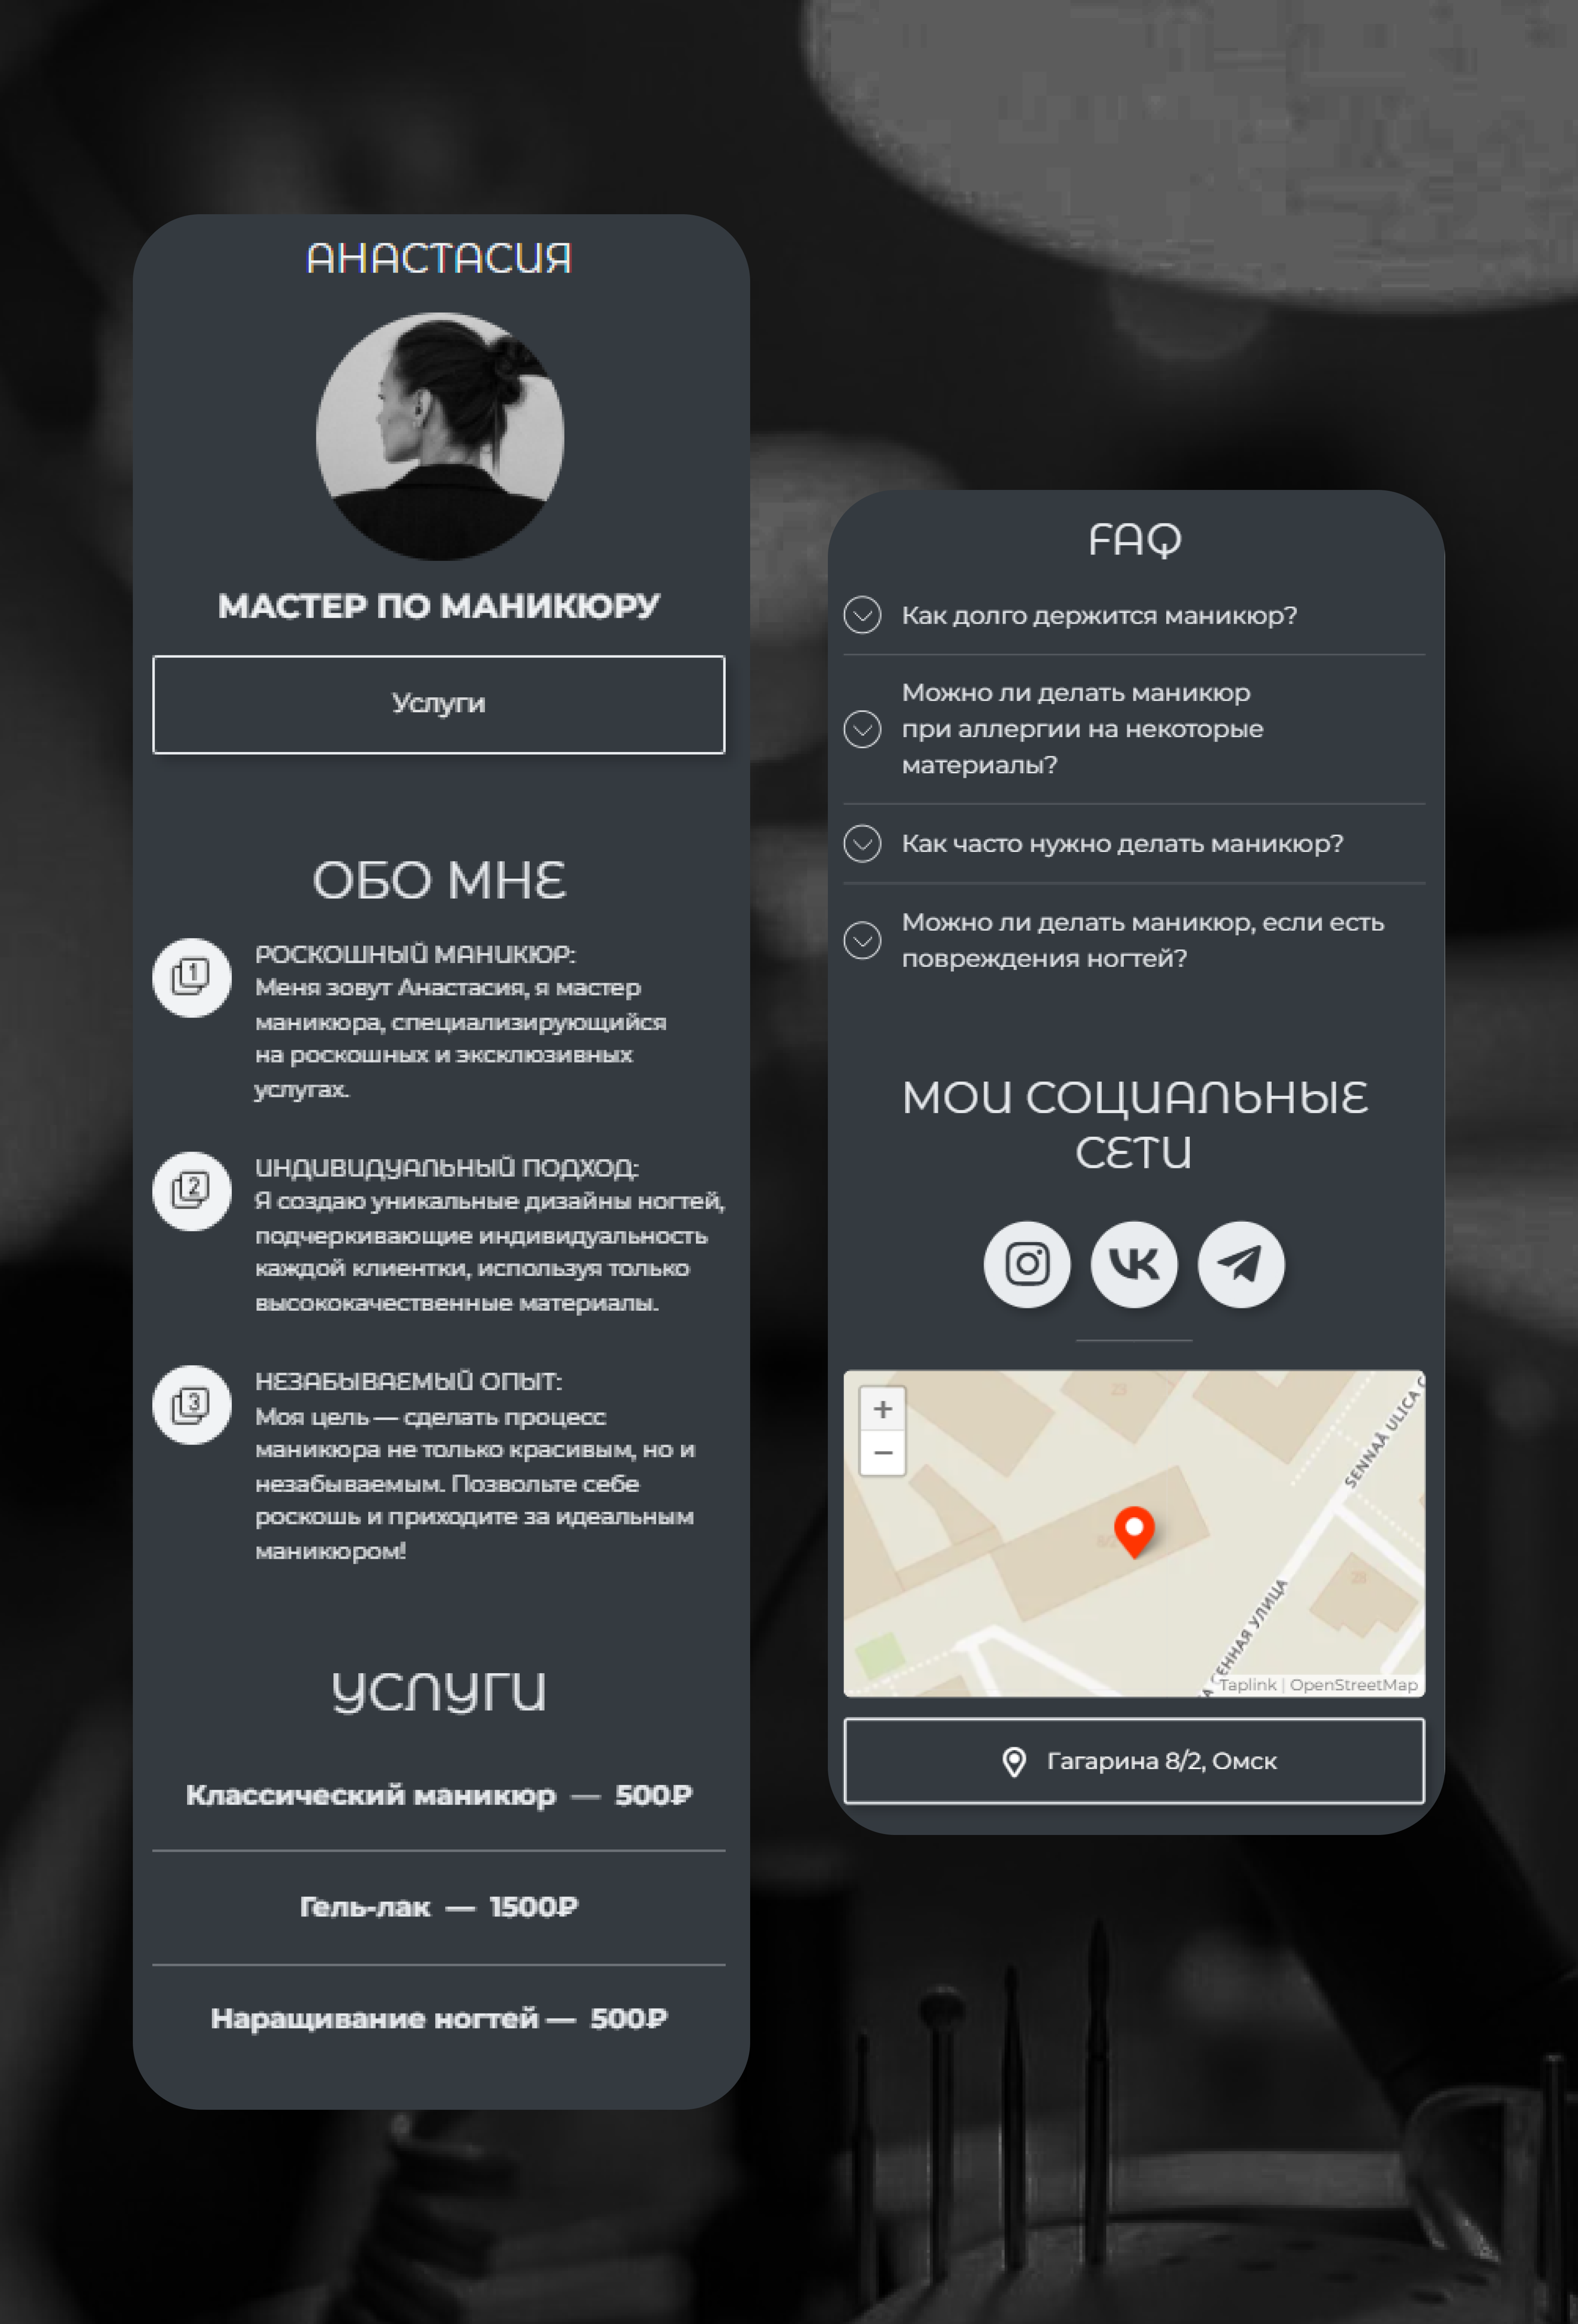 АНАСТАСИЯ
МАСТЕР ПО МАНИКЮРУ
Услуги
ОБО МНЕ
1
РОСКОШНЫЙ МАНИКЮР:
Меня зовут Анастасия, я мастер
маникюра, специализирующийся
на роскошных и эксклюзивных
услугах.
2
ИНДИВИДУАЛЬНЫЙ ПОДХОД:
Я создаю уникальные дизайны ногтей,
подчеркивающие индивидуальность
каждой клиентки, используя только
высококачественные материалы.
3
НЕЗАБЫВАЕМЫЙ ОПЫТ:
Моя цель — сделать процесс
маникюра не только красивым, но и
незабываемым. Позвольте себе
роскошь и приходите за идеальным
маникюром!
УСЛУГИ
Классический маникюр — 500₽
Гель-лак — 1500₽
Наращивание ногтей — 500₽
FAQ
Как долго держится маникюр?
Можно ли делать маникюр
при аллергии на некоторые
материалы?
Как часто нужно делать маникюр?
Можно ли делать маникюр, если есть
повреждения ногтей?
МОИ СОЦИАЛЬНЫЕ
СЕТИ
+
−
23
SENNAÂ ULICA
28
СЕННАЯ УЛИЦА
Taplink | OpenStreetMap
Гагарина 8/2, Омск